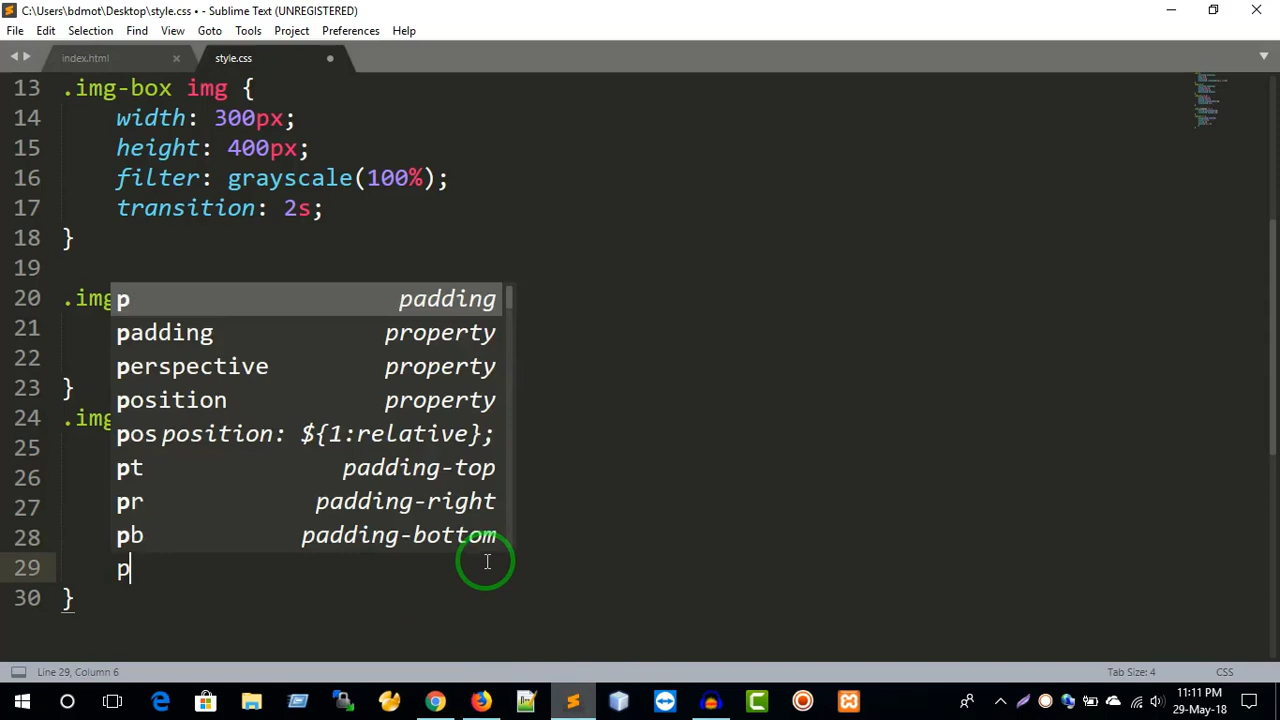 C:\Users\bdmot\Desktop\style.css • - Sublime Text (UNREGISTERED)
File Edit Selection Find View Goto Tools Project Preferences Help
index.html style.css
13 .img-box img {
14 width: 300px;
15 height: 400px;
16 filter: grayscale(100%);
17 transition: 2s;
18 }
19
20 .img p padding
21 padding property
22 perspective property
23 } position property
24 .img pos position: ${1:relative};
25 pt padding-top
26 pr padding-right
27
28 pb padding-bottom
29 p
30 }
Line 29, Column 6 Tab Size: 4 CSS
11:11 PM
29-May-18